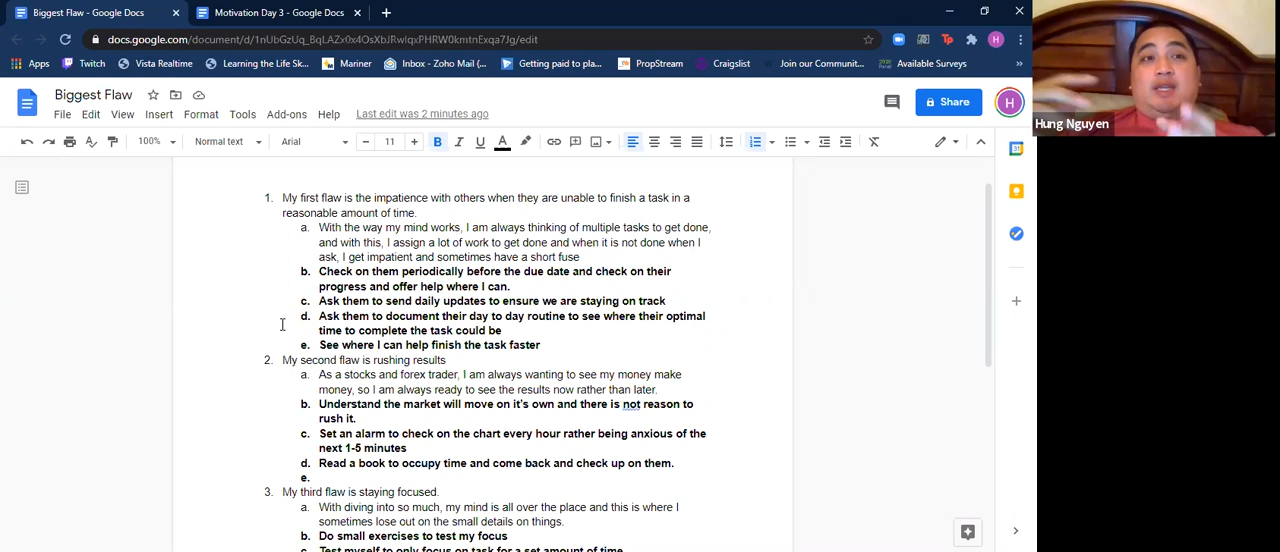 Biggest Flaw - Google Docs
Motivation Day 3 - Google Docs
docs.google.com/document/d/1nUbGzUq_BqLAZx0x4OsXbJRwIqxPHRW0kmtnExqa7Jg/edit
Apps
Twitch
Vista Realtime
Learning the Life Sk...
Mariner
Inbox - Zoho Mail (...
Getting paid to pla...
PropStream
Craigslist
Join our Communit...
Available Surveys
»
Biggest Flaw
File Edit View Insert Format Tools Add-ons Help
Last edit was 2 minutes ago
Share
H
Hung Nguyen
100%
Normal text
Arial
11
1. My first flaw is the impatience with others when they are unable to finish a task in a
reasonable amount of time.
a. With the way my mind works, I am always thinking of multiple tasks to get done,
and with this, I assign a lot of work to get done and when it is not done when I
ask, I get impatient and sometimes have a short fuse
b. Check on them periodically before the due date and check on their
progress and offer help where I can.
c. Ask them to send daily updates to ensure we are staying on track
d. Ask them to document their day to day routine to see where their optimal
time to complete the task could be
e. See where I can help finish the task faster
2. My second flaw is rushing results
a. As a stocks and forex trader, I am always wanting to see my money make
money, so I am always ready to see the results now rather than later.
b. Understand the market will move on it's own and there is not reason to
rush it.
c. Set an alarm to check on the chart every hour rather being anxious of the
next 1-5 minutes
d. Read a book to occupy time and come back and check up on them.
e.
3. My third flaw is staying focused.
a. With diving into so much, my mind is all over the place and this is where I
sometimes lose out on the small details on things.
b. Do small exercises to test my focus
c. Test myself to only focus on task for a set amount of time